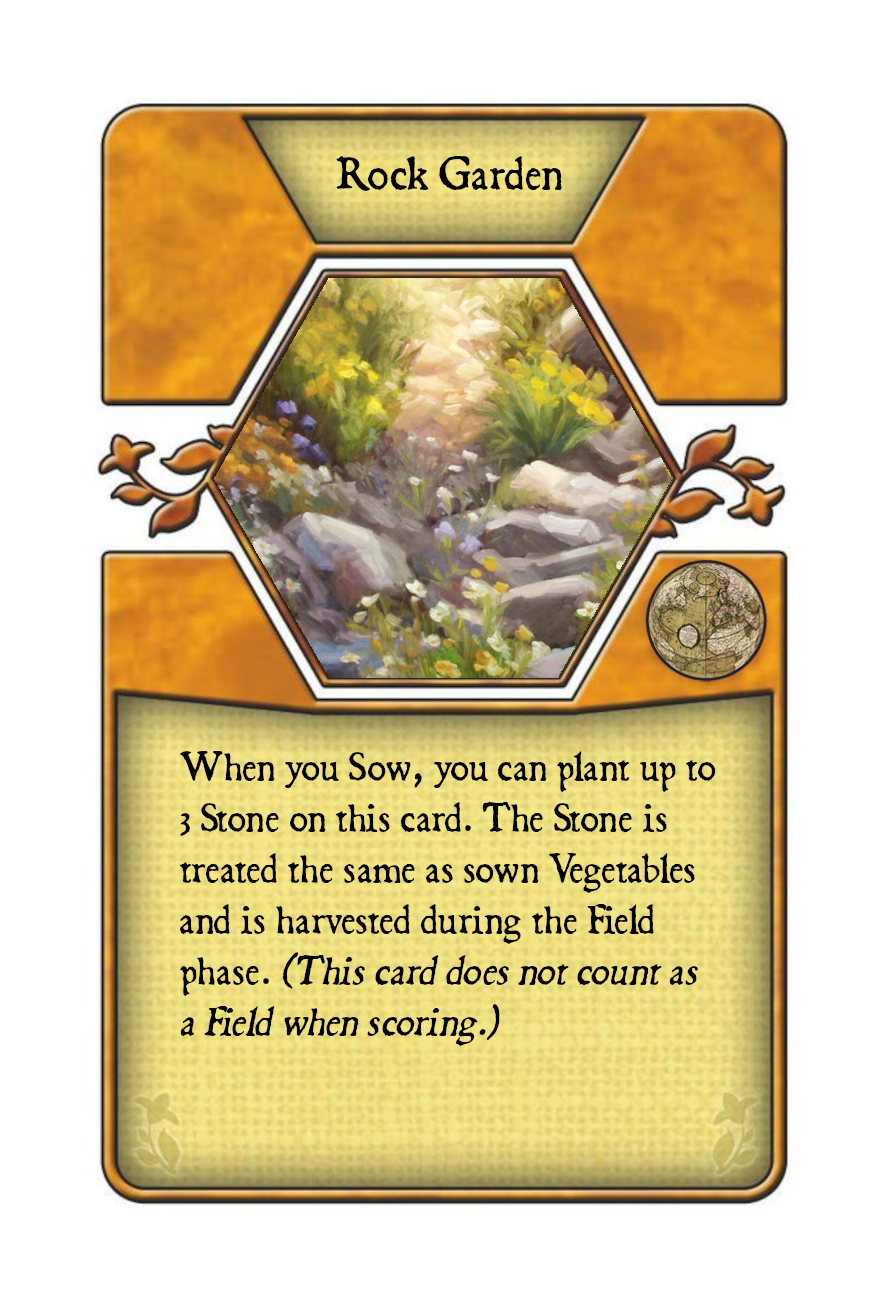 Rock Garden
When you Sow, you can plant up to
3 Stone on this card. The Stone is
treated the same as sown Vegetables
and is harvested during the Field
phase. (This card does not count as
a Field when scoring.)